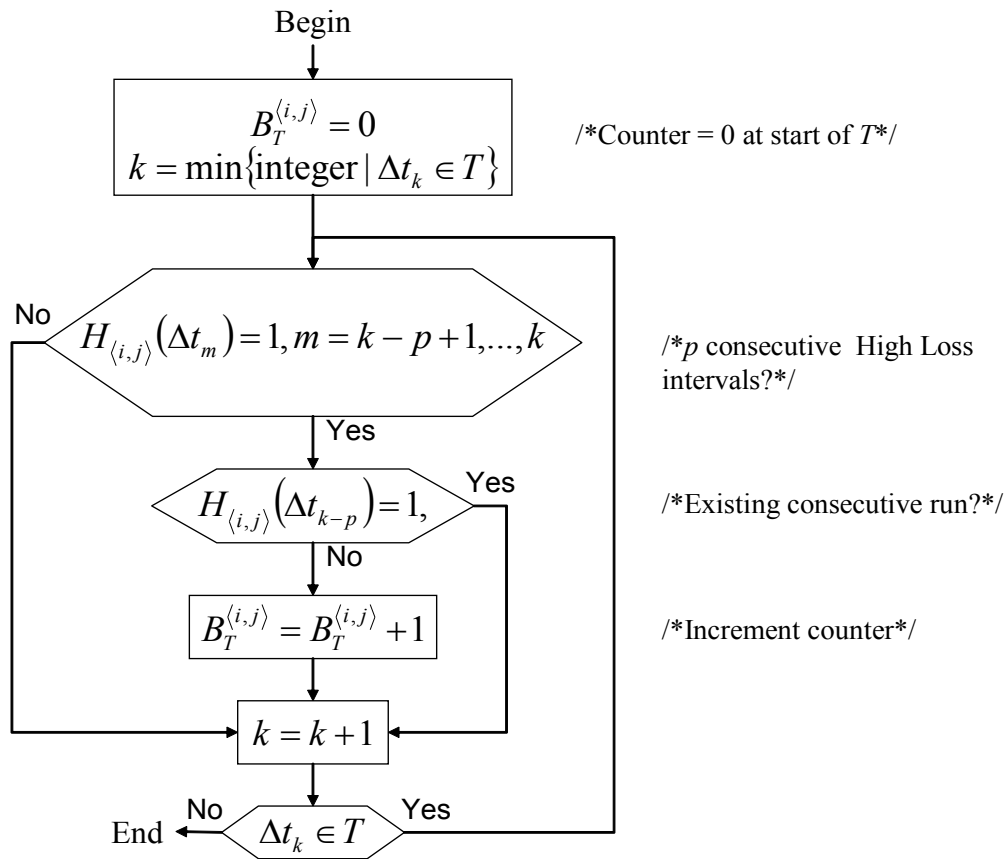 Begin
B_T^{⟨i,j⟩} = 0
k = min{integer | Δt_k ∈ T}
/*Counter = 0 at start of T*/
No
H_{⟨i,j⟩}(Δt_m) = 1, m = k − p + 1,..., k
/*p consecutive High Loss
intervals?*/
Yes
H_{⟨i,j⟩}(Δt_{k−p}) = 1,
Yes
/*Existing consecutive run?*/
No
B_T^{⟨i,j⟩} = B_T^{⟨i,j⟩} + 1
/*Increment counter*/
k = k + 1
No
Yes
End
Δt_k ∈ T